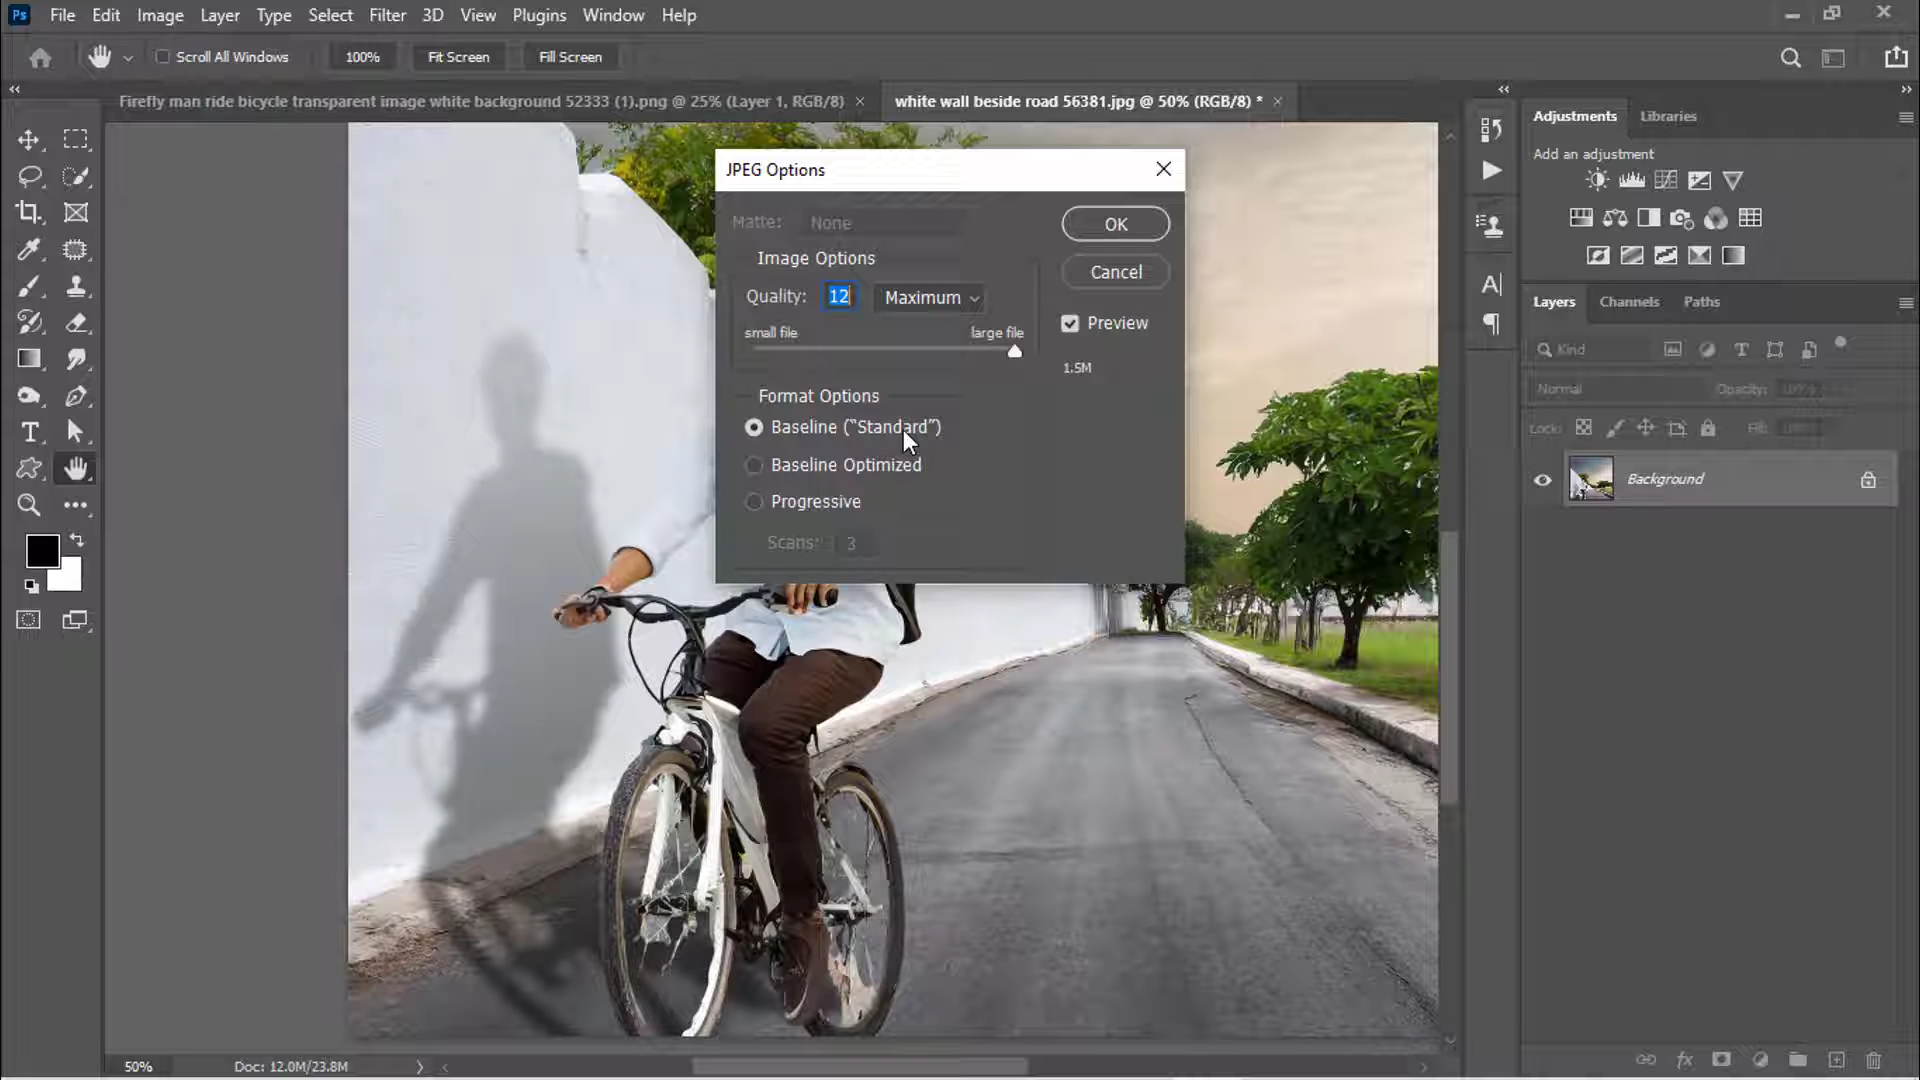 Ps File Edit Image Layer Type Select Filter 3D View Plugins Window Help
Scroll All Windows 100% Fit Screen Fill Screen
Firefly man ride bicycle transparent image white background 52333 (1).png @ 25% (Layer 1, RGB/8) × white wall beside road 56381.jpg @ 50% (RGB/8) * ×
Adjustments Libraries
Add an adjustment
JPEG Options
Matte: None
OK
Image Options
Cancel
Quality: 12 Maximum
Preview
small file large file
1.5M
Format Options
Baseline ("Standard")
Baseline Optimized
Progressive
Scans: 3
Layers Channels Paths
Kind
Normal Opacity: 100%
Lock: Fill: 100%
Background
50% Doc: 12.0M/23.8M